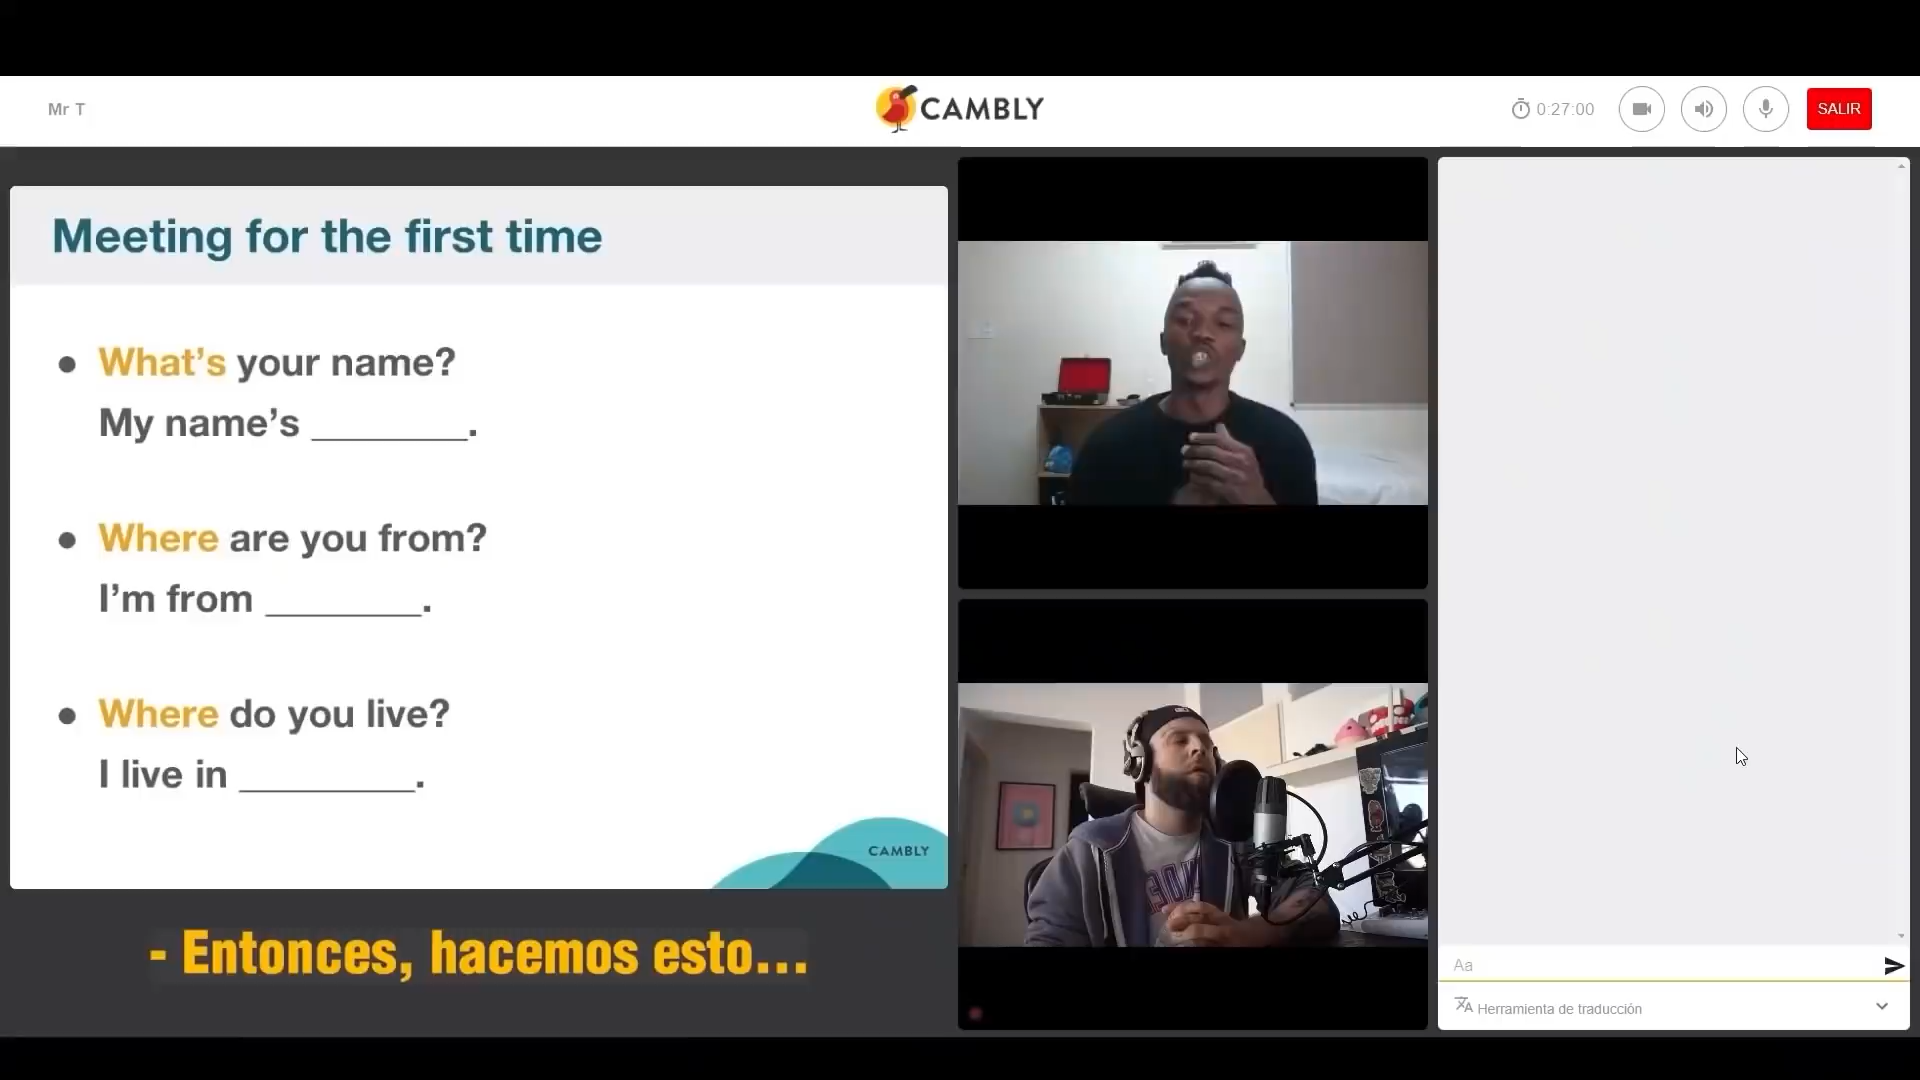 Mr T
CAMBLY
0:27:00
SALIR
Meeting for the first time
● What's your name?
My name's ________.
● Where are you from?
I'm from ________.
● Where do you live?
I live in _________.
CAMBLY
- Entonces, hacemos esto...
Aa
Herramienta de traducción